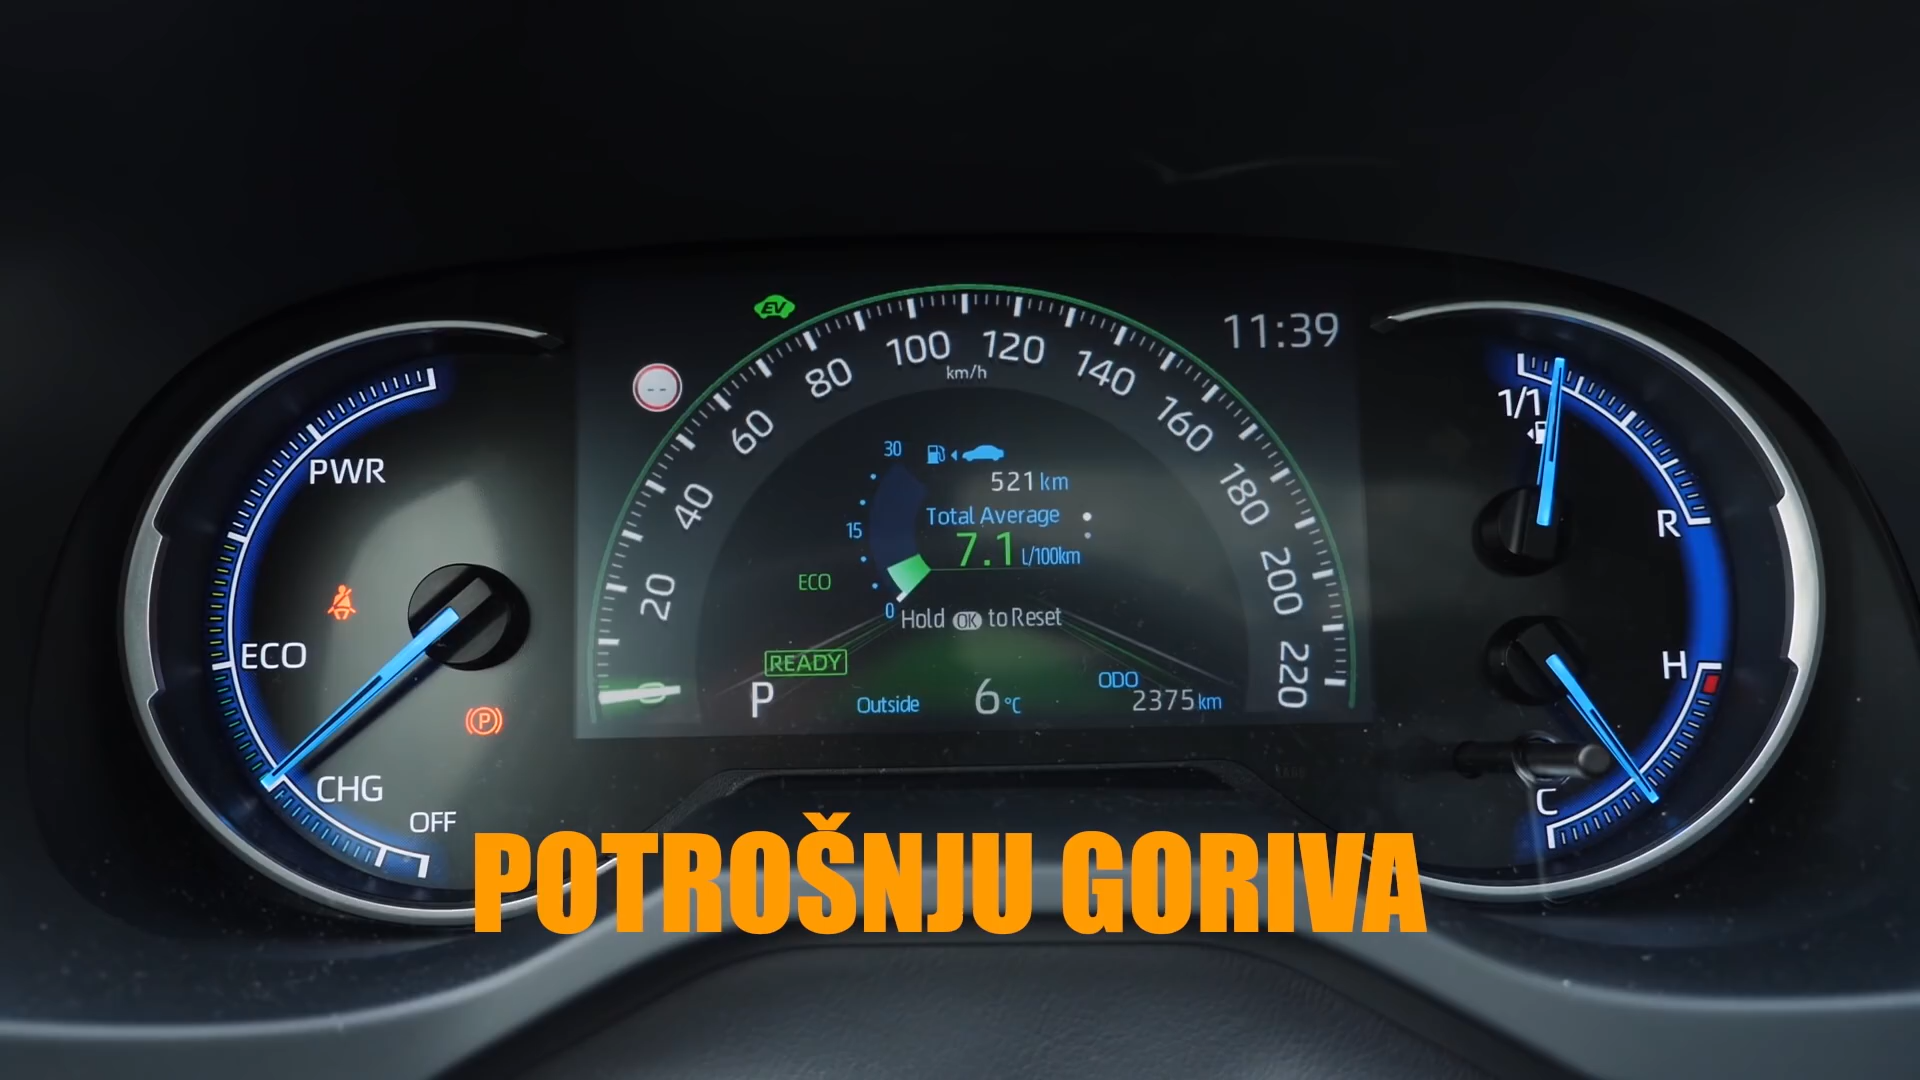 PWR
ECO
CHG
OFF
EV
11:39
--
0
20
40
60
80
100
120
140
160
180
200
220
km/h
30
15
0
521 km
Total Average
7.1 L/100km
ECO
Hold OK to Reset
READY
P
Outside 6 °C
ODO
2375 km
(P)
1/1
R
H
C
POTROŠNJU GORIVA